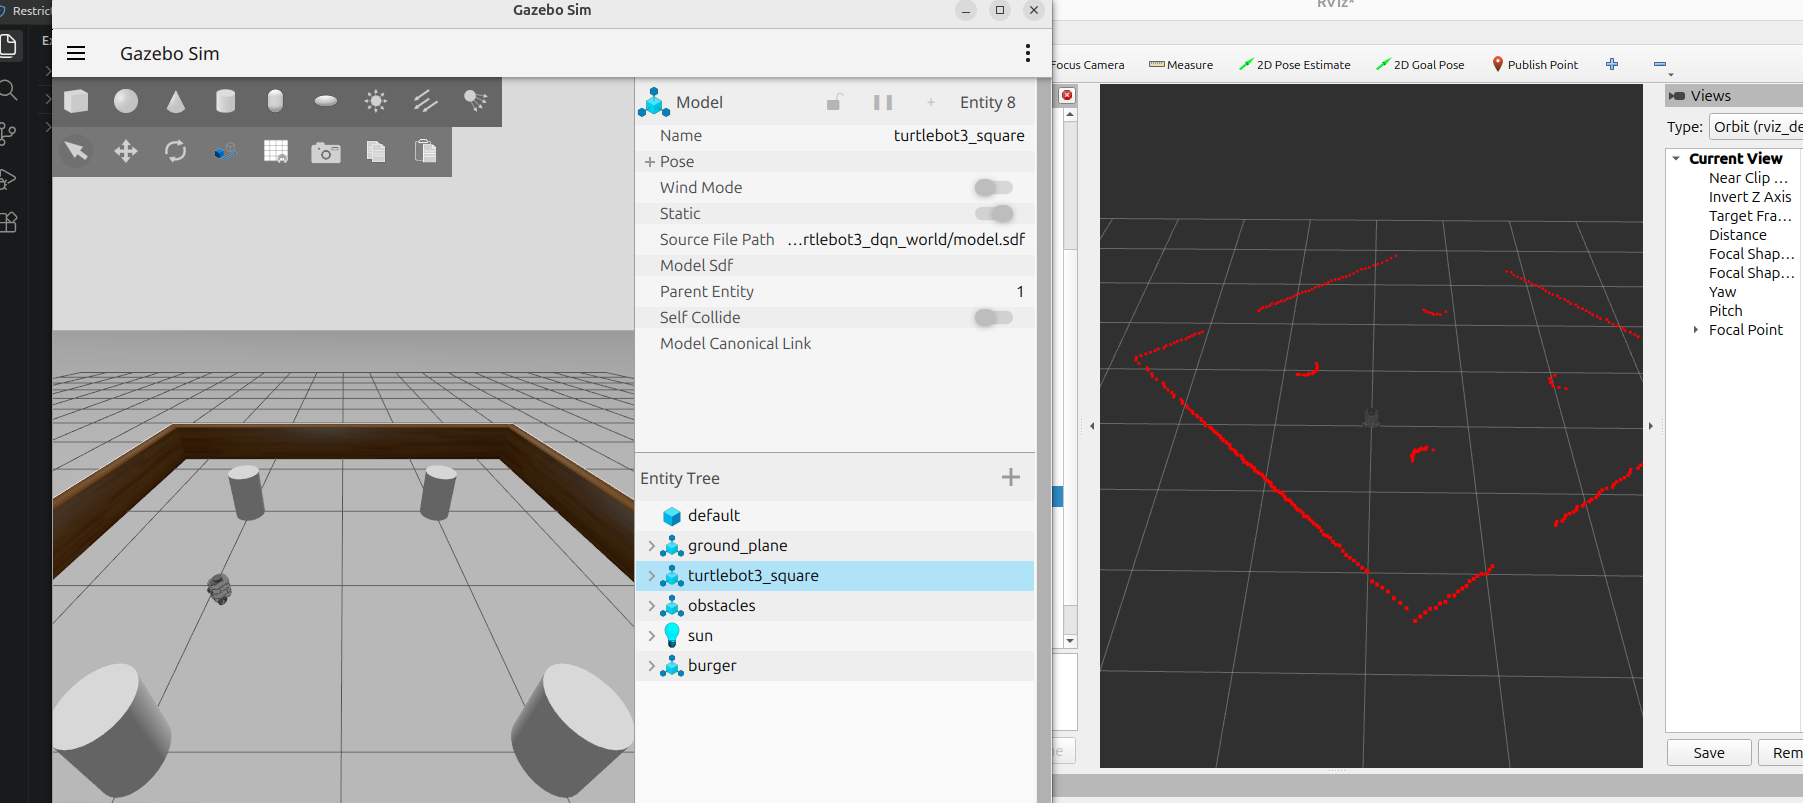 Restric
Gazebo Sim
RViz*
Gazebo Sim
Focus Camera
Measure
2D Pose Estimate
2D Goal Pose
Publish Point
Model
Entity 8
Name
turtlebot3_square
Pose
Wind Mode
Static
Source File Path
...rtlebot3_dqn_world/model.sdf
Model Sdf
Parent Entity
1
Self Collide
Model Canonical Link
Entity Tree
default
ground_plane
turtlebot3_square
obstacles
sun
burger
Views
Type:
Orbit (rviz_de
Current View
Near Clip ...
Invert Z Axis
Target Fra...
Distance
Focal Shap...
Focal Shap...
Yaw
Pitch
Focal Point
Save
Rem